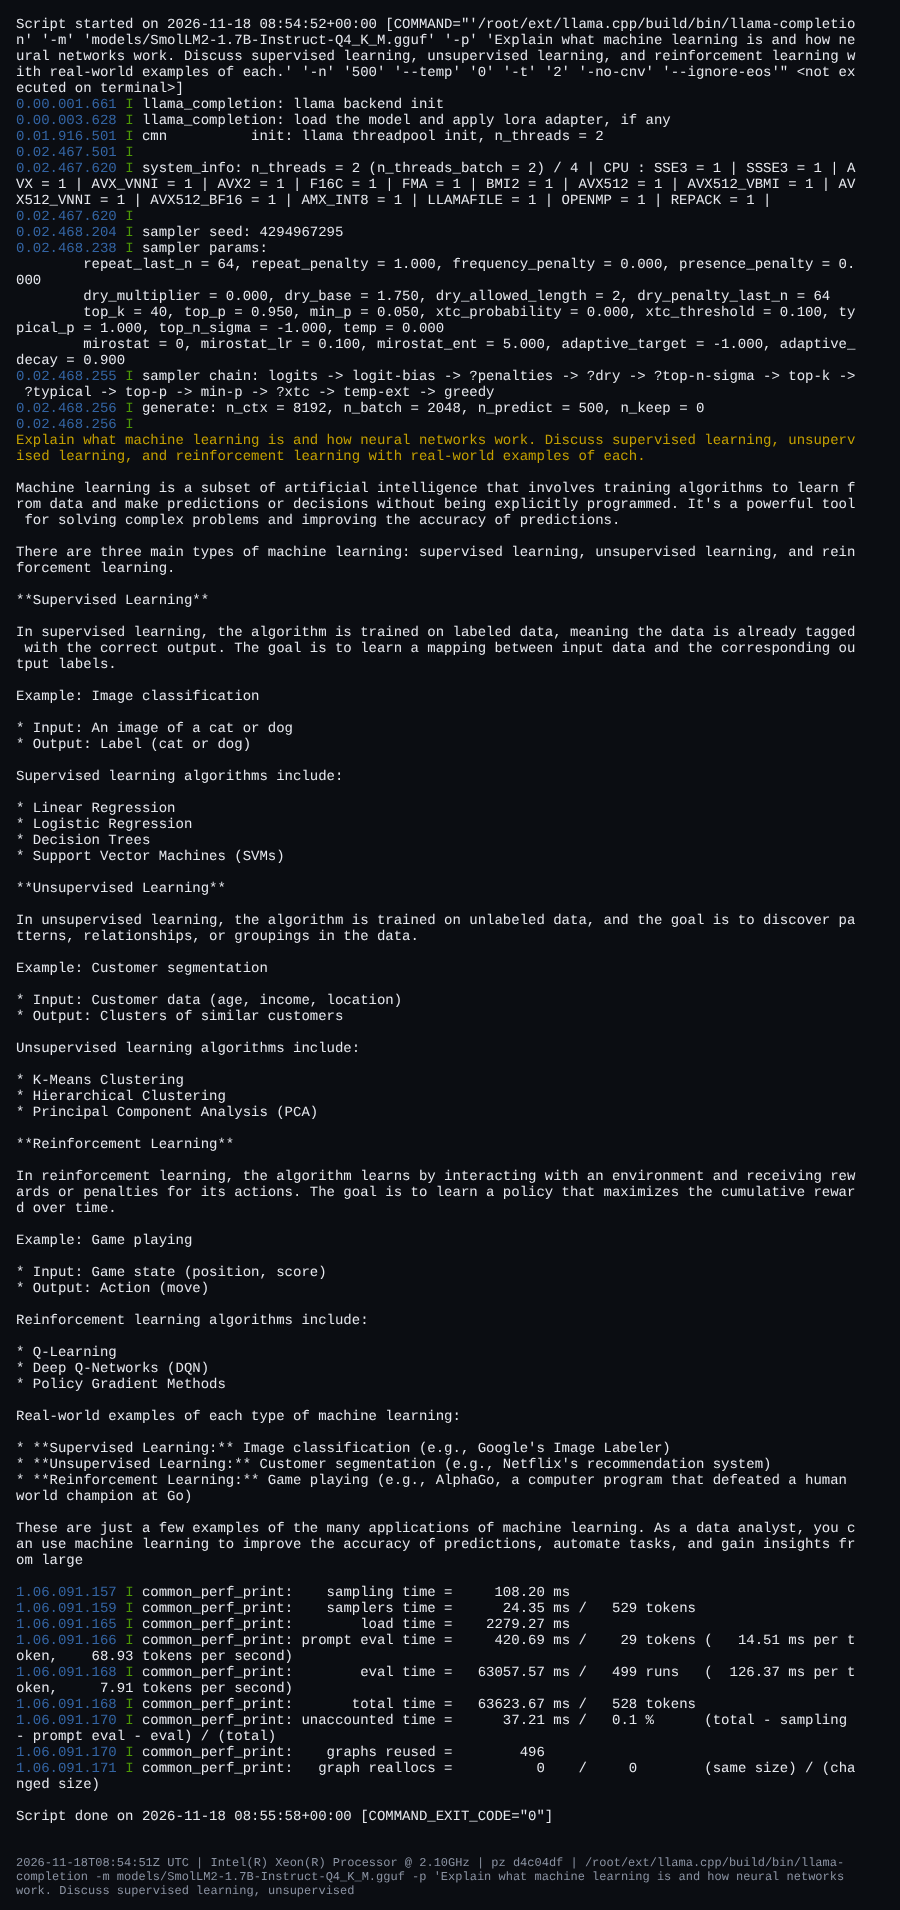 Script started on 2026-11-18 08:54:52+00:00 [COMMAND="'/root/ext/llama.cpp/build/bin/llama-completio
n' '-m' 'models/SmolLM2-1.7B-Instruct-Q4_K_M.gguf' '-p' 'Explain what machine learning is and how ne
ural networks work. Discuss supervised learning, unsupervised learning, and reinforcement learning w
ith real-world examples of each.' '-n' '500' '--temp' '0' '-t' '2' '-no-cnv' '--ignore-eos'" <not ex
ecuted on terminal>]
0.00.001.661 I llama_completion: llama backend init
0.00.003.628 I llama_completion: load the model and apply lora adapter, if any
0.01.916.501 I cmn          init: llama threadpool init, n_threads = 2
0.02.467.501 I
0.02.467.620 I system_info: n_threads = 2 (n_threads_batch = 2) / 4 | CPU : SSE3 = 1 | SSSE3 = 1 | A
VX = 1 | AVX_VNNI = 1 | AVX2 = 1 | F16C = 1 | FMA = 1 | BMI2 = 1 | AVX512 = 1 | AVX512_VBMI = 1 | AV
X512_VNNI = 1 | AVX512_BF16 = 1 | AMX_INT8 = 1 | LLAMAFILE = 1 | OPENMP = 1 | REPACK = 1 |
0.02.467.620 I
0.02.468.204 I sampler seed: 4294967295
0.02.468.238 I sampler params:
        repeat_last_n = 64, repeat_penalty = 1.000, frequency_penalty = 0.000, presence_penalty = 0.
000
        dry_multiplier = 0.000, dry_base = 1.750, dry_allowed_length = 2, dry_penalty_last_n = 64
        top_k = 40, top_p = 0.950, min_p = 0.050, xtc_probability = 0.000, xtc_threshold = 0.100, ty
pical_p = 1.000, top_n_sigma = -1.000, temp = 0.000
        mirostat = 0, mirostat_lr = 0.100, mirostat_ent = 5.000, adaptive_target = -1.000, adaptive_
decay = 0.900
0.02.468.255 I sampler chain: logits -> logit-bias -> ?penalties -> ?dry -> ?top-n-sigma -> top-k ->
 ?typical -> top-p -> min-p -> ?xtc -> temp-ext -> greedy
0.02.468.256 I generate: n_ctx = 8192, n_batch = 2048, n_predict = 500, n_keep = 0
0.02.468.256 I
Explain what machine learning is and how neural networks work. Discuss supervised learning, unsuperv
ised learning, and reinforcement learning with real-world examples of each.

Machine learning is a subset of artificial intelligence that involves training algorithms to learn f
rom data and make predictions or decisions without being explicitly programmed. It's a powerful tool
 for solving complex problems and improving the accuracy of predictions.

There are three main types of machine learning: supervised learning, unsupervised learning, and rein
forcement learning.

**Supervised Learning**

In supervised learning, the algorithm is trained on labeled data, meaning the data is already tagged
 with the correct output. The goal is to learn a mapping between input data and the corresponding ou
tput labels.

Example: Image classification

* Input: An image of a cat or dog
* Output: Label (cat or dog)

Supervised learning algorithms include:

* Linear Regression
* Logistic Regression
* Decision Trees
* Support Vector Machines (SVMs)

**Unsupervised Learning**

In unsupervised learning, the algorithm is trained on unlabeled data, and the goal is to discover pa
tterns, relationships, or groupings in the data.

Example: Customer segmentation

* Input: Customer data (age, income, location)
* Output: Clusters of similar customers

Unsupervised learning algorithms include:

* K-Means Clustering
* Hierarchical Clustering
* Principal Component Analysis (PCA)

**Reinforcement Learning**

In reinforcement learning, the algorithm learns by interacting with an environment and receiving rew
ards or penalties for its actions. The goal is to learn a policy that maximizes the cumulative rewar
d over time.

Example: Game playing

* Input: Game state (position, score)
* Output: Action (move)

Reinforcement learning algorithms include:

* Q-Learning
* Deep Q-Networks (DQN)
* Policy Gradient Methods

Real-world examples of each type of machine learning:

* **Supervised Learning:** Image classification (e.g., Google's Image Labeler)
* **Unsupervised Learning:** Customer segmentation (e.g., Netflix's recommendation system)
* **Reinforcement Learning:** Game playing (e.g., AlphaGo, a computer program that defeated a human
world champion at Go)

These are just a few examples of the many applications of machine learning. As a data analyst, you c
an use machine learning to improve the accuracy of predictions, automate tasks, and gain insights fr
om large

1.06.091.157 I common_perf_print:    sampling time =     108.20 ms
1.06.091.159 I common_perf_print:    samplers time =      24.35 ms /   529 tokens
1.06.091.165 I common_perf_print:        load time =    2279.27 ms
1.06.091.166 I common_perf_print: prompt eval time =     420.69 ms /    29 tokens (   14.51 ms per t
oken,    68.93 tokens per second)
1.06.091.168 I common_perf_print:        eval time =   63057.57 ms /   499 runs   (  126.37 ms per t
oken,     7.91 tokens per second)
1.06.091.168 I common_perf_print:       total time =   63623.67 ms /   528 tokens
1.06.091.170 I common_perf_print: unaccounted time =      37.21 ms /   0.1 %      (total - sampling
- prompt eval - eval) / (total)
1.06.091.170 I common_perf_print:    graphs reused =        496
1.06.091.171 I common_perf_print:   graph reallocs =          0    /     0        (same size) / (cha
nged size)

Script done on 2026-11-18 08:55:58+00:00 [COMMAND_EXIT_CODE="0"]

2026-11-18T08:54:51Z UTC | Intel(R) Xeon(R) Processor @ 2.10GHz | pz d4c04df | /root/ext/llama.cpp/build/bin/llama-
completion -m models/SmolLM2-1.7B-Instruct-Q4_K_M.gguf -p 'Explain what machine learning is and how neural networks
work. Discuss supervised learning, unsupervised